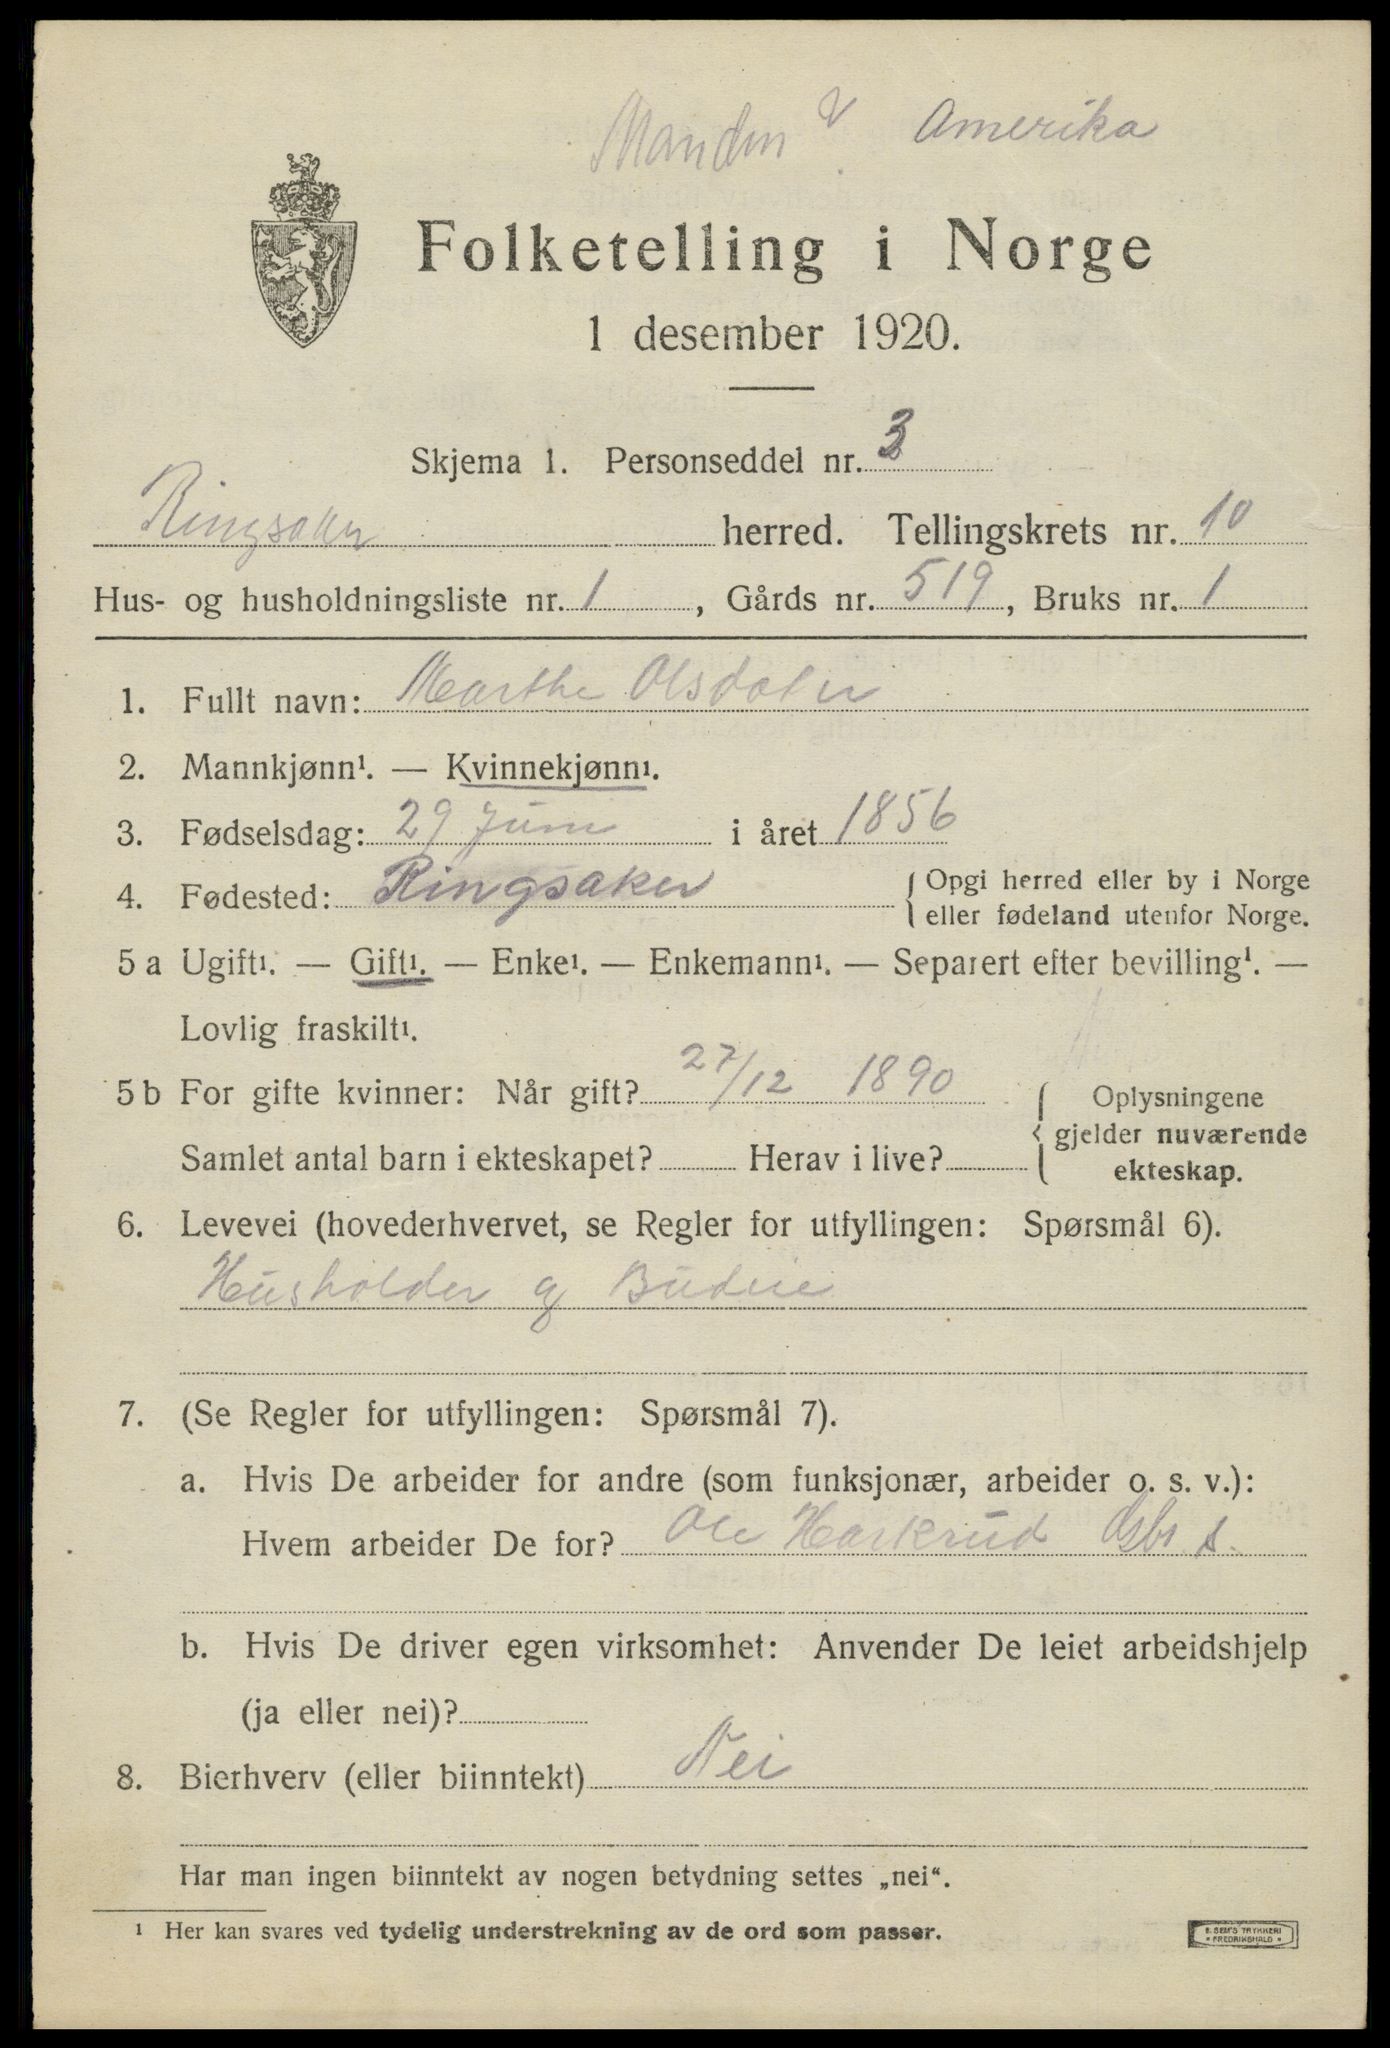 Manden i Amerika
Folketelling i Norge
1 desember 1920.
Skjema 1. Personseddel nr. 3
Ringsaker herred. Tellingskrets nr. 10
Hus- og husholdningsliste nr. 1, Gårds nr. 519, Bruks nr. 1
1. Fullt navn: Marthe Olsdater
2. Mannkjønn¹. — Kvinnekjønn¹.
3. Fødselsdag: 29 Juni i året 1856
4. Fødested: Ringsaker { Opgi herred eller by i Norge
eller fødeland utenfor Norge.
5 a Ugift¹. — Gift¹. — Enke¹. — Enkemann¹. — Separert efter bevilling¹. —
Lovlig fraskilt¹.
5 b For gifte kvinner: Når gift? 27/12 1890
Samlet antal barn i ekteskapet? Herav i live?
{ Oplysningene
gjelder nuværende
ekteskap.
6. Levevei (hovederhvervet, se Regler for utfyllingen: Spørsmål 6).
Husholder og Budeie
7. (Se Regler for utfyllingen: Spørsmål 7).
a. Hvis De arbeider for andre (som funksjonær, arbeider o. s. v.):
Hvem arbeider De for? Ole
b. Hvis De driver egen virksomhet: Anvender De leiet arbeidshjelp
(ja eller nei)?
8. Bierhverv (eller biinntekt) Nei
Har man ingen biinntekt av nogen betydning settes „nei“.
¹ Her kan svares ved tydelig understrekning av de ord som passer.
E. SEM'S TRYKKERI
• FREDRIKSHALD •